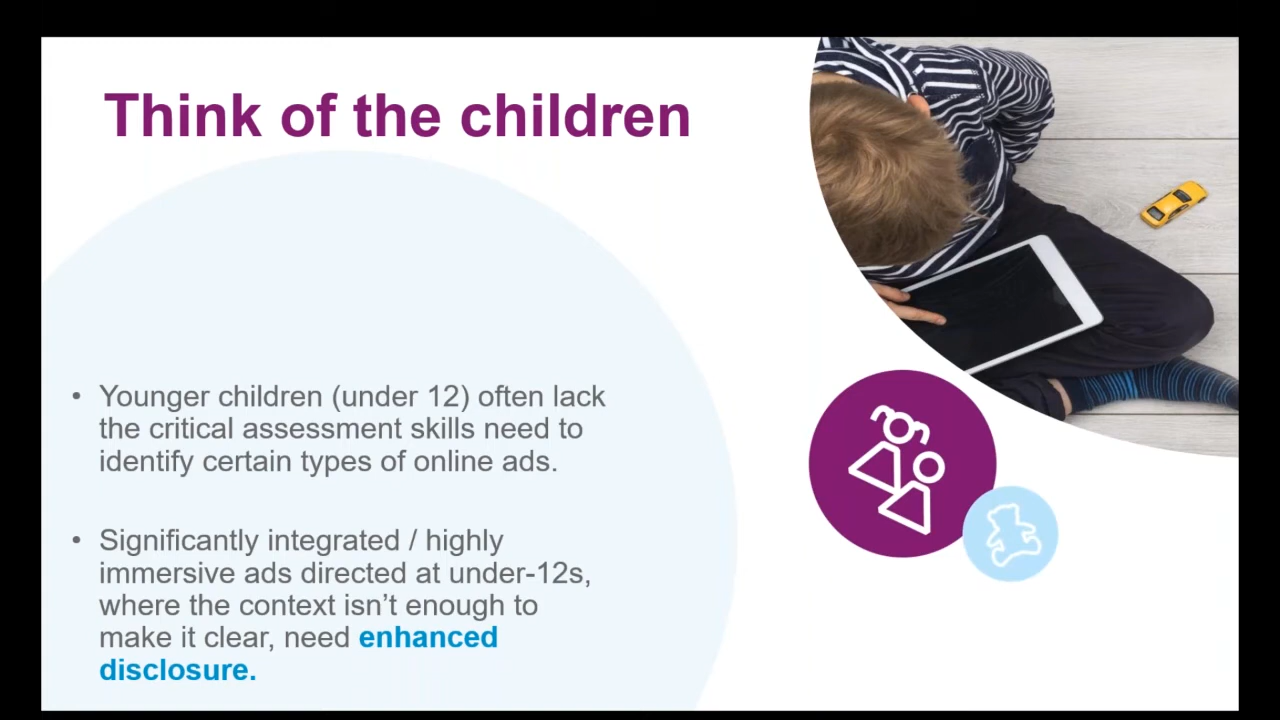 Think of the children
• Younger children (under 12) often lack
the critical assessment skills need to
identify certain types of online ads.
• Significantly integrated / highly
immersive ads directed at under-12s,
where the context isn’t enough to
make it clear, need enhanced
disclosure.